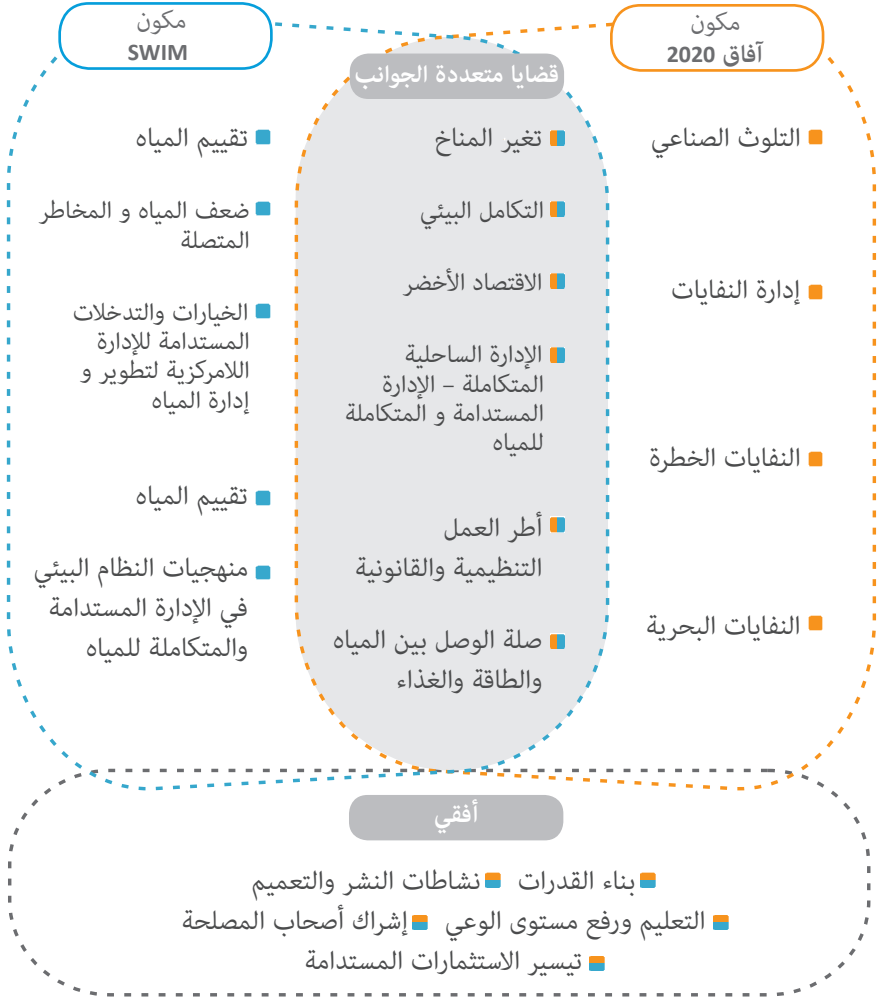 مكون
آفاق 2020
التلوث الصناعي
إدارة النفايات
النفايات الخطرة
النفايات البحرية
قضايا متعددة الجوانب
تغير المناخ
التكامل البيئي
الاقتصاد الأخضر
الإدارة الساحلية
المتكاملة – الإدارة
المستدامة و المتكاملة
للمياه
أطر العمل
التنظيمية والقانونية
صلة الوصل بين المياه
والطاقة والغذاء
مكون
SWIM
تقييم المياه
ضعف المياه و المخاطر
المتصلة
الخيارات والتدخلات
المستدامة للإدارة
اللامركزية لتطوير و
إدارة المياه
تقييم المياه
منهجيات النظام البيئي
في الإدارة المستدامة
والمتكاملة للمياه
أفقي
بناء القدرات نشاطات النشر والتعميم
التعليم ورفع مستوى الوعي إشراك أصحاب المصلحة
تيسير الاستثمارات المستدامة